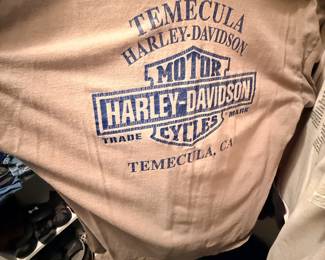 TEMECULA
HARLEY-DAVIDSON
MOTOR
HARLEY-DAVIDSON
CYCLES
TRADE MARK
TEMECULA, CA